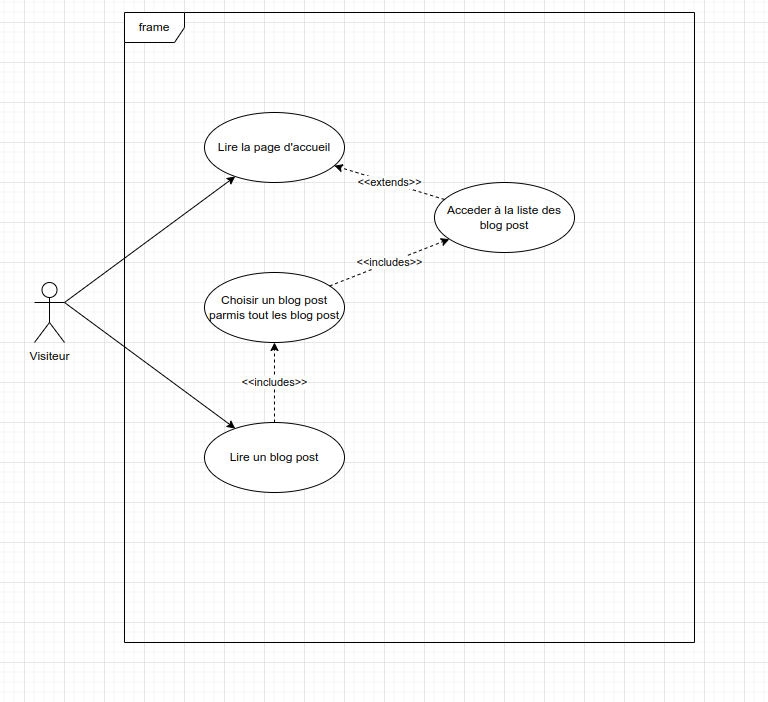 frame
Lire la page d'accueil
<<extends>>
Acceder à la liste des
blog post
<<includes>>
Choisir un blog post
parmis tout les blog post
Visiteur
<<includes>>
Lire un blog post